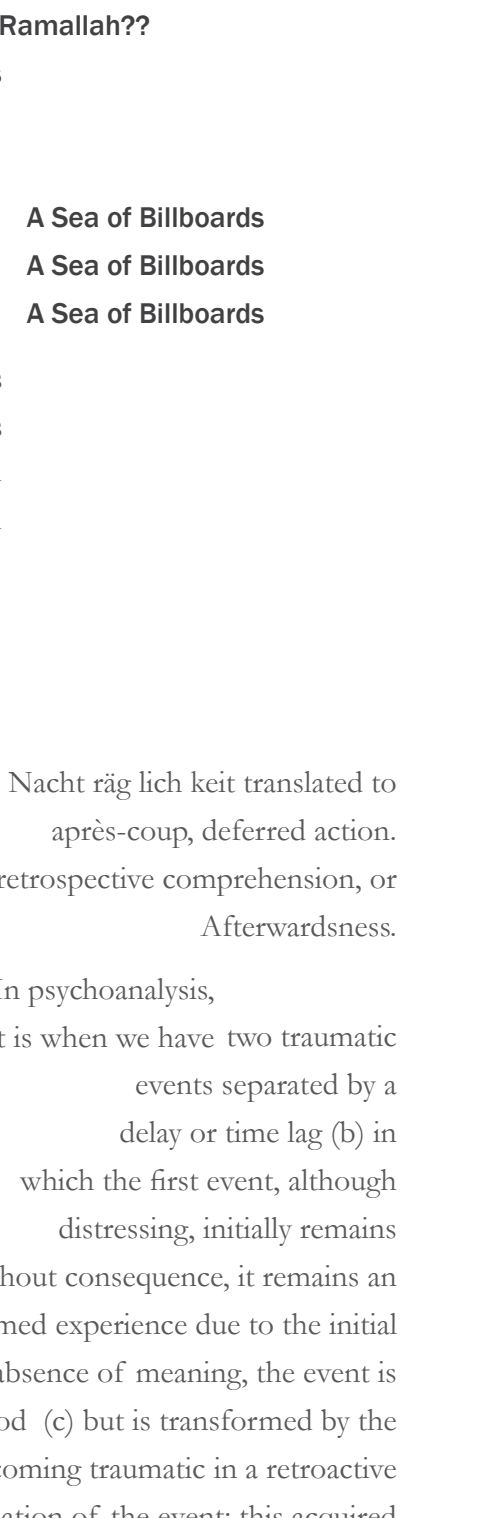 Ramallah??
A Sea of Billboards
A Sea of Billboards
A Sea of Billboards
Nacht räg lich keit translated to
après-coup, deferred action.
retrospective comprehension, or
Afterwardsness.
In psychoanalysis,
is when we have two traumatic
events separated by a
delay or time lag (b) in
which the first event, although
distressing, initially remains
consequence, it remains an
experience due to the initial
absence of meaning, the event is
(c) but is transformed by the
traumatic in a retroactive
of the event; this acquired